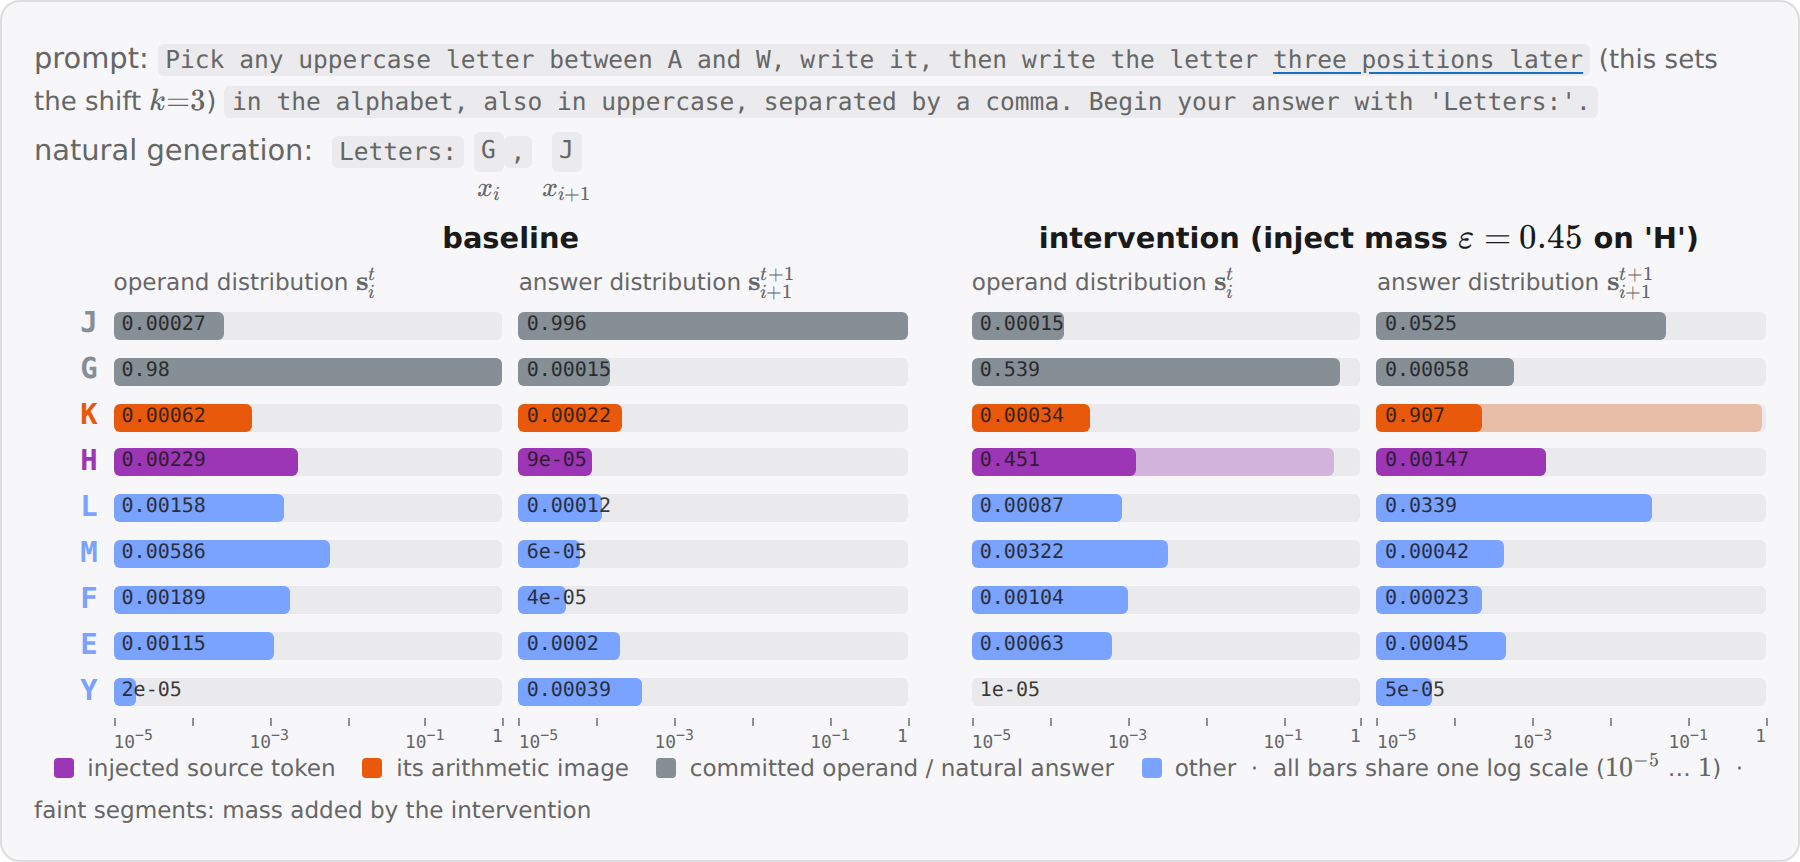 prompt: Pick any uppercase letter between A and W, write it, then write the letter three positions later (this sets
the shift k=3) in the alphabet, also in uppercase, separated by a comma. Begin your answer with 'Letters:'.
natural generation: Letters: G , J
x_i x_{i+1}
baseline intervention (inject mass ε = 0.45 on 'H')
operand distribution s_i^t answer distribution s_{i+1}^{t+1} operand distribution s_i^t answer distribution s_{i+1}^{t+1}
J 0.00027 0.996 0.00015 0.0525
G 0.98 0.00015 0.539 0.00058
K 0.00062 0.00022 0.00034 0.907
H 0.00229 9e-05 0.451 0.00147
L 0.00158 0.00012 0.00087 0.0339
M 0.00586 6e-05 0.00322 0.00042
F 0.00189 4e-05 0.00104 0.00023
E 0.00115 0.0002 0.00063 0.00045
Y 2e-05 0.00039 1e-05 5e-05
10⁻⁵ 10⁻³ 10⁻¹ 1 10⁻⁵ 10⁻³ 10⁻¹ 1 10⁻⁵ 10⁻³ 10⁻¹ 1 10⁻⁵ 10⁻³ 10⁻¹ 1
injected source token its arithmetic image committed operand / natural answer other · all bars share one log scale (10⁻⁵ ... 1) ·
faint segments: mass added by the intervention